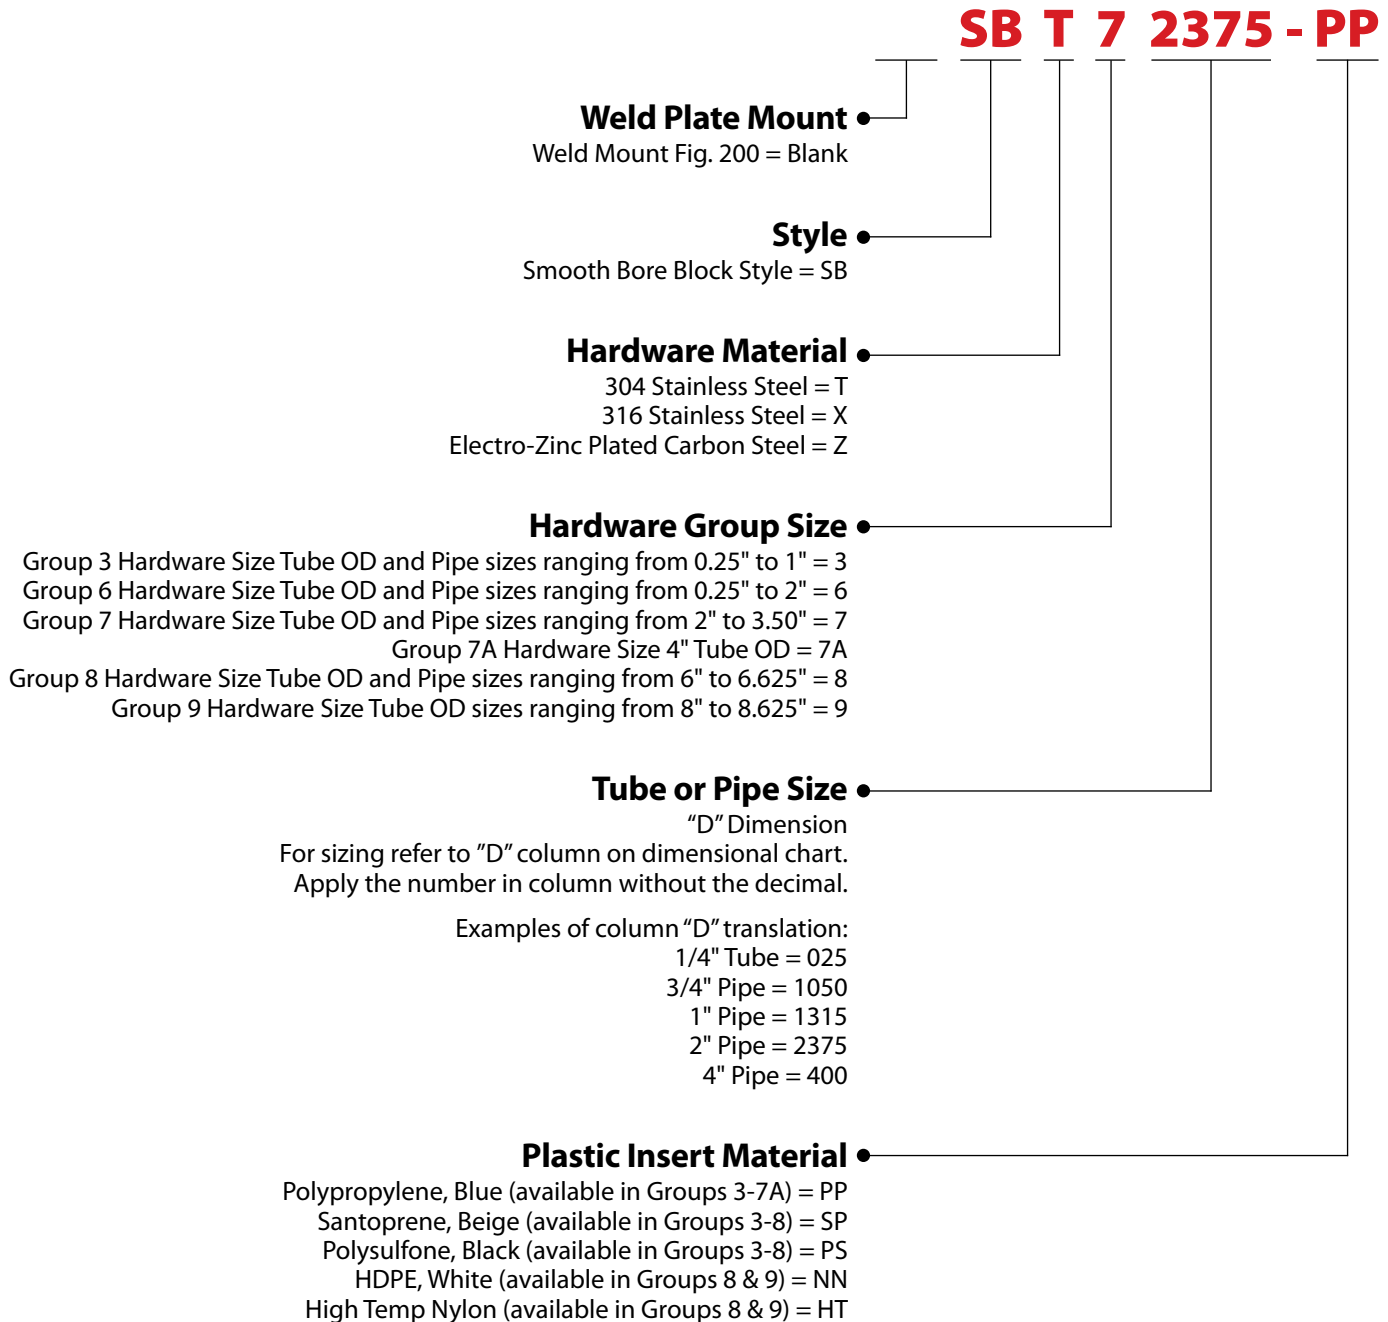 SB T 7 2375 - PP
Weld Plate Mount
Weld Mount Fig. 200 = Blank
Style
Smooth Bore Block Style = SB
Hardware Material
304 Stainless Steel = T
316 Stainless Steel = X
Electro-Zinc Plated Carbon Steel = Z
Hardware Group Size
Group 3 Hardware Size Tube OD and Pipe sizes ranging from 0.25" to 1" = 3
Group 6 Hardware Size Tube OD and Pipe sizes ranging from 0.25" to 2" = 6
Group 7 Hardware Size Tube OD and Pipe sizes ranging from 2" to 3.50" = 7
Group 7A Hardware Size 4" Tube OD = 7A
Group 8 Hardware Size Tube OD and Pipe sizes ranging from 6" to 6.625" = 8
Group 9 Hardware Size Tube OD sizes ranging from 8" to 8.625" = 9
Tube or Pipe Size
“D” Dimension
For sizing refer to ”D” column on dimensional chart.
Apply the number in column without the decimal.
Examples of column “D” translation:
1/4" Tube = 025
3/4" Pipe = 1050
1" Pipe = 1315
2" Pipe = 2375
4" Pipe = 400
Plastic Insert Material
Polypropylene, Blue (available in Groups 3-7A) = PP
Santoprene, Beige (available in Groups 3-8) = SP
Polysulfone, Black (available in Groups 3-8) = PS
HDPE, White (available in Groups 8 & 9) = NN
High Temp Nylon (available in Groups 8 & 9) = HT